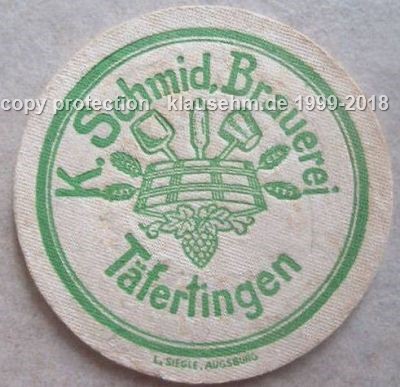 K. Schmid, Brauerei
copy protection klausehm.de 1999-2018
Täfertingen
L. SIEGLE, AUGSBURG